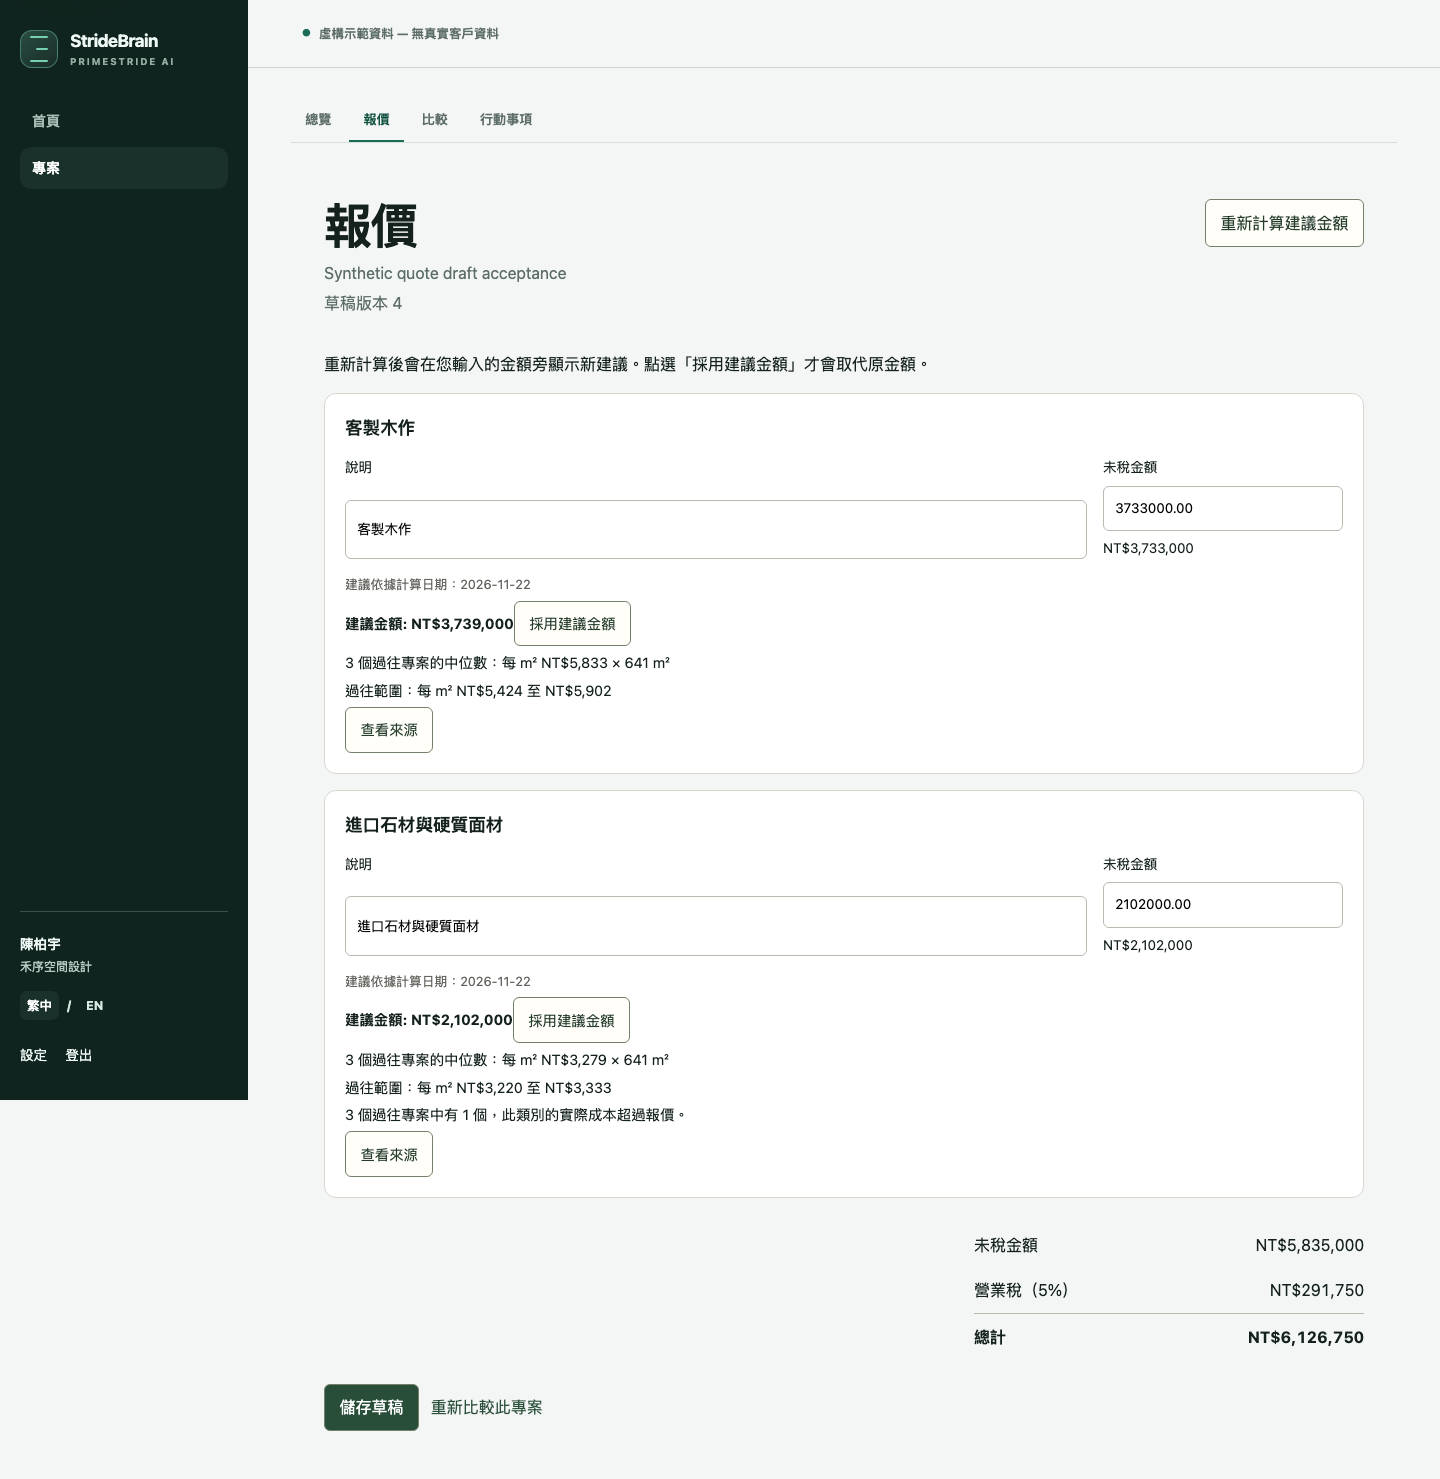 StrideBrain
PRIMESTRIDE AI
首頁
專案
陳柏宇
禾序空間設計
繁中 / EN
設定 登出
虛構示範資料 — 無真實客戶資料
總覽 報價 比較 行動事項
報價
重新計算建議金額
Synthetic quote draft acceptance
草稿版本 4
重新計算後會在您輸入的金額旁顯示新建議。點選「採用建議金額」才會取代原金額。
客製木作
說明
未稅金額
客製木作
3733000.00
NT$3,733,000
建議依據計算日期：2026-11-22
建議金額: NT$3,739,000 採用建議金額
3 個過往專案的中位數：每 m² NT$5,833 × 641 m²
過往範圍：每 m² NT$5,424 至 NT$5,902
查看來源
進口石材與硬質面材
說明
未稅金額
進口石材與硬質面材
2102000.00
NT$2,102,000
建議依據計算日期：2026-11-22
建議金額: NT$2,102,000 採用建議金額
3 個過往專案的中位數：每 m² NT$3,279 × 641 m²
過往範圍：每 m² NT$3,220 至 NT$3,333
3 個過往專案中有 1 個，此類別的實際成本超過報價。
查看來源
未稅金額 NT$5,835,000
營業稅（5%） NT$291,750
總計 NT$6,126,750
儲存草稿 重新比較此專案